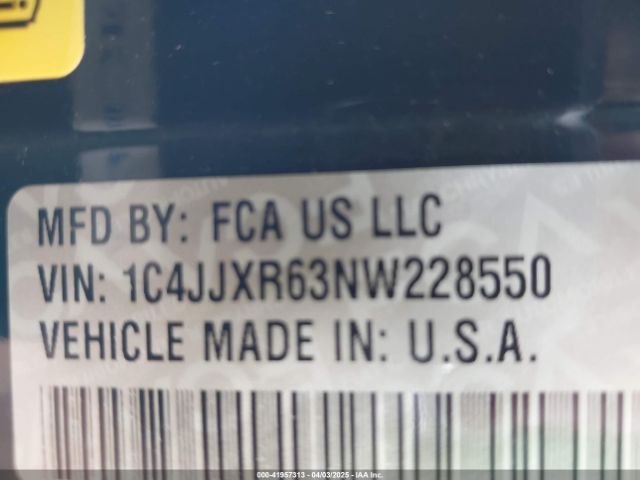 MFD BY: FCA US LLC
VIN: 1C4JJXR63NW228550
VEHICLE MADE IN: U.S.A.
000-41957313 - 04/03/2025 - IAA Inc.